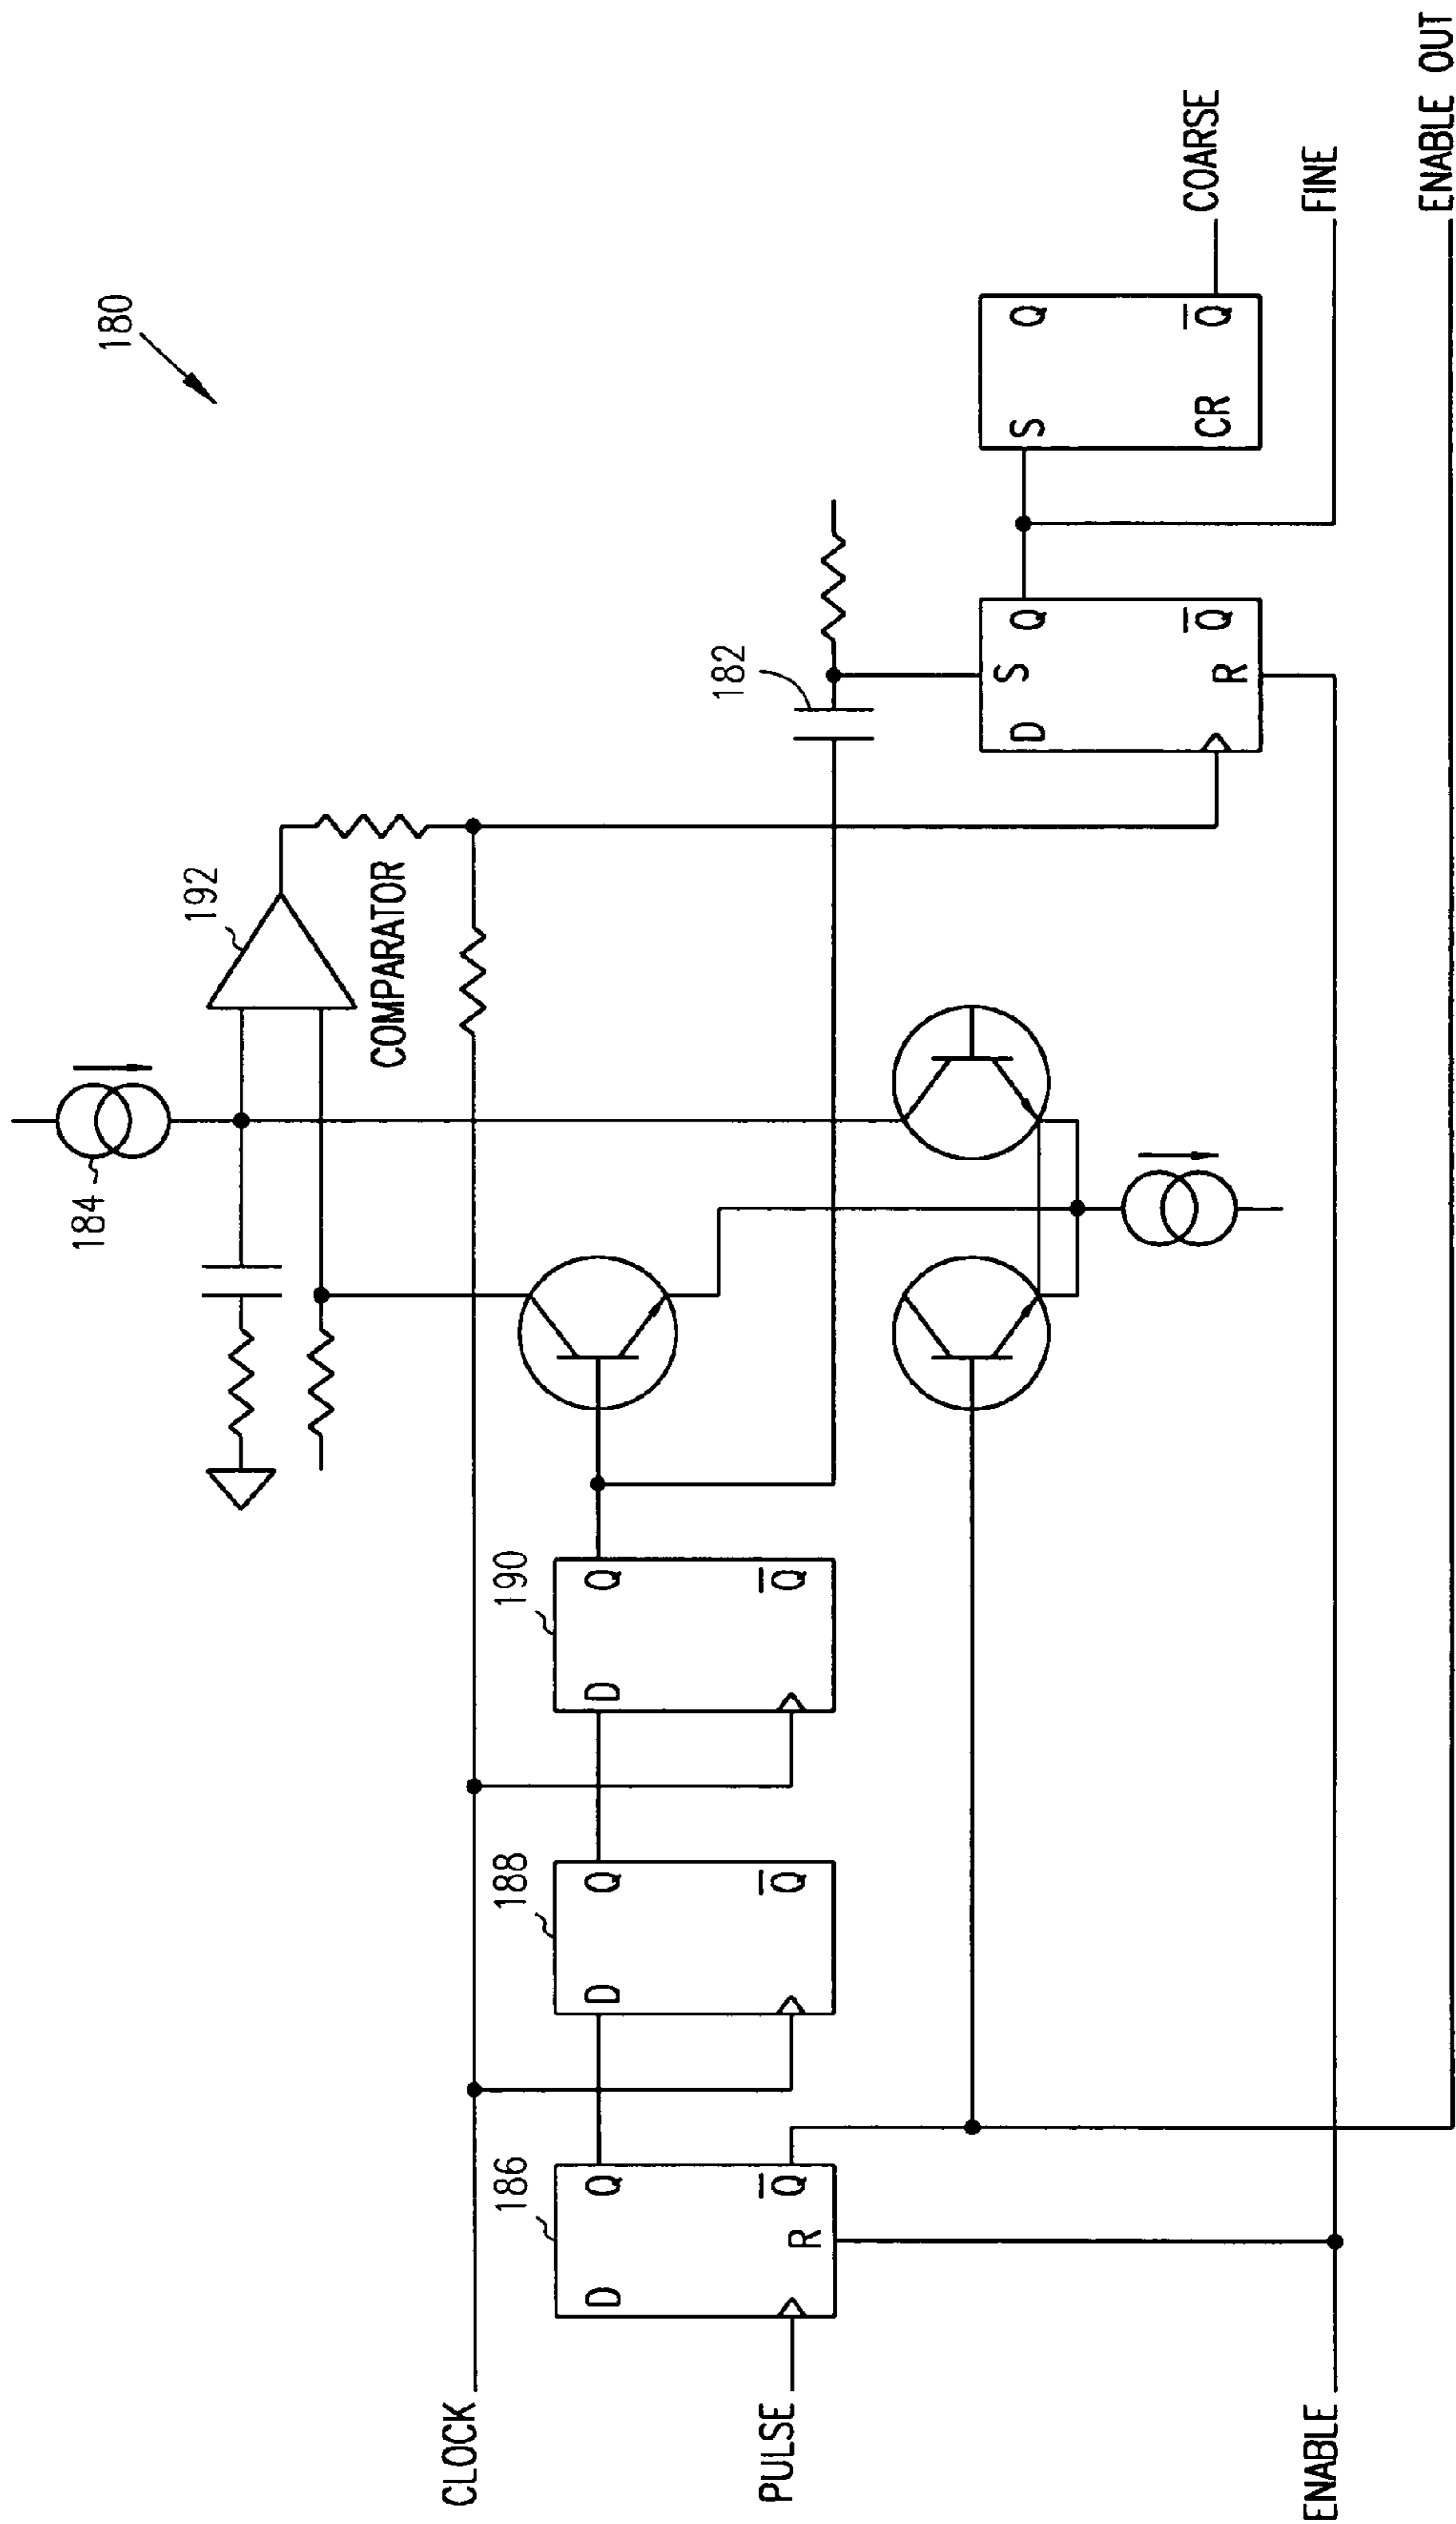 180
184
192
COMPARATOR
CLOCK
186
D
Q
Q̅
R
PULSE
188
D
Q
Q̅
190
D
Q
Q̅
182
D
S
Q
R
Q̅
S
Q
CR
Q̅
COARSE
FINE
ENABLE
ENABLE OUT